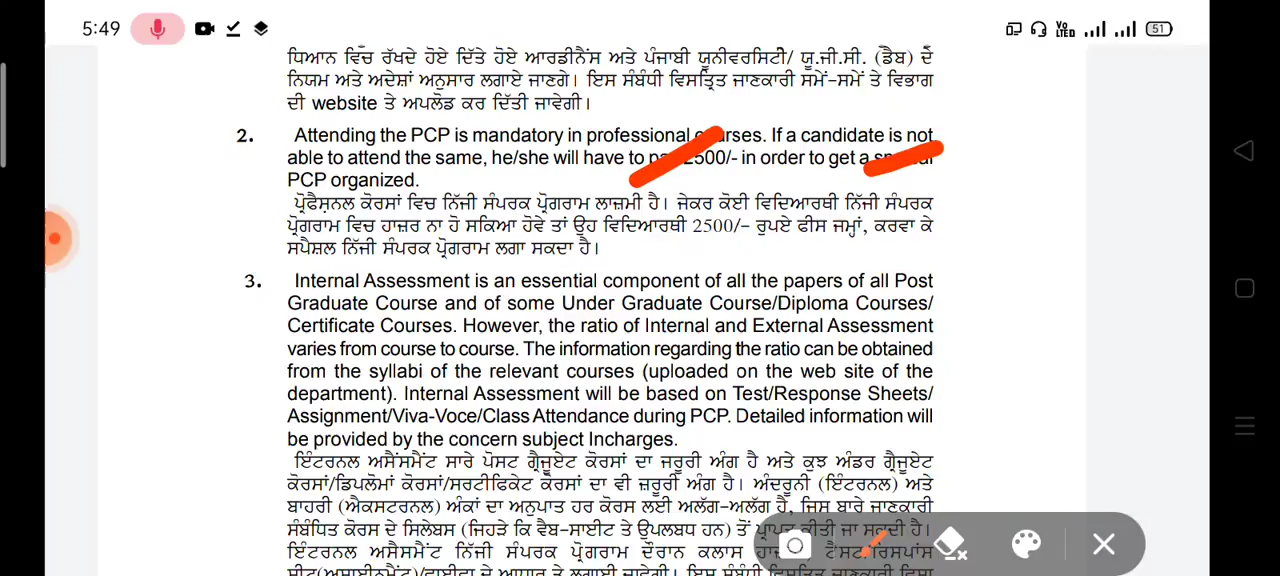 5:49
Vo
LTED
51
ਧਿਆਨ ਵਿੱਚ ਰੱਖਦੇ ਹੋਏ ਦਿੱਤੇ ਹੋਏ ਆਰਡੀਨੈਂਸ ਅਤੇ ਪੰਜਾਬੀ ਯੂਨੀਵਰਸਿਟੀ/ ਯੂ.ਜੀ.ਸੀ. (ਡੈਬ) ਦੇ
ਨਿਯਮ ਅਤੇ ਅਦੇਸ਼ਾਂ ਅਨੁਸਾਰ ਲਗਾਏ ਜਾਣਗੇ। ਇਸ ਸੰਬੰਧੀ ਵਿਸਤ੍ਰਿਤ ਜਾਣਕਾਰੀ ਸਮੇਂ-ਸਮੇਂ ਤੇ ਵਿਭਾਗ
ਦੀ website ਤੇ ਅਪਲੋਡ ਕਰ ਦਿੱਤੀ ਜਾਵੇਗੀ।
2. Attending the PCP is mandatory in professional courses. If a candidate is not
able to attend the same, he/she will have to pay 2500/- in order to get a special
PCP organized.
ਪ੍ਰੋਫੈਸ਼ਨਲ ਕੋਰਸਾਂ ਵਿਚ ਨਿੱਜੀ ਸੰਪਰਕ ਪ੍ਰੋਗਰਾਮ ਲਾਜ਼ਮੀ ਹੈ। ਜੇਕਰ ਕੋਈ ਵਿਦਿਆਰਥੀ ਨਿੱਜੀ ਸੰਪਰਕ
ਪ੍ਰੋਗਰਾਮ ਵਿਚ ਹਾਜ਼ਰ ਨਾ ਹੋ ਸਕਿਆ ਹੋਵੇ ਤਾਂ ਉਹ ਵਿਦਿਆਰਥੀ 2500/- ਰੁਪਏ ਫੀਸ ਜਮ੍ਹਾਂ, ਕਰਵਾ ਕੇ
ਸਪੈਸ਼ਲ ਨਿੱਜੀ ਸੰਪਰਕ ਪ੍ਰੋਗਰਾਮ ਲਗਾ ਸਕਦਾ ਹੈ।
3. Internal Assessment is an essential component of all the papers of all Post
Graduate Course and of some Under Graduate Course/Diploma Courses/
Certificate Courses. However, the ratio of Internal and External Assessment
varies from course to course. The information regarding the ratio can be obtained
from the syllabi of the relevant courses (uploaded on the web site of the
department). Internal Assessment will be based on Test/Response Sheets/
Assignment/Viva-Voce/Class Attendance during PCP. Detailed information will
be provided by the concern subject Incharges.
ਇੰਟਰਨਲ ਅਸੈਂਸਮੈਂਟ ਸਾਰੇ ਪੋਸਟ ਗ੍ਰੈਜੂਏਟ ਕੋਰਸਾਂ ਦਾ ਜਰੂਰੀ ਅੰਗ ਹੈ ਅਤੇ ਕੁਝ ਅੰਡਰ ਗ੍ਰੈਜੂਏਟ
ਕੋਰਸਾਂ/ਡਿਪਲੋਮਾਂ ਕੋਰਸਾਂ/ਸਰਟੀਫਿਕੇਟ ਕੋਰਸਾਂ ਦਾ ਵੀ ਜ਼ਰੂਰੀ ਅੰਗ ਹੈ। ਅੰਦਰੂਨੀ (ਇੰਟਰਨਲ) ਅਤੇ
ਬਾਹਰੀ (ਐਕਸਟਰਨਲ) ਅੰਕਾਂ ਦਾ ਅਨੁਪਾਤ ਹਰ ਕੋਰਸ ਲਈ ਅਲੱਗ-ਅਲੱਗ ਹੈ, ਜਿਸ ਬਾਰੇ ਜਾਣਕਾਰੀ
ਸੰਬੰਧਿਤ ਕੋਰਸ ਦੇ ਸਿਲੇਬਸ (ਜਿਹੜੇ ਕਿ ਵੈਬ-ਸਾਈਟ ਤੇ ਉਪਲਬਧ ਹਨ) ਤੋਂ ਪ੍ਰਾਪਤ ਕੀਤੀ ਜਾ ਸਕਦੀ ਹੈ।
ਇੰਟਰਨਲ ਅਸੈਸਮੈਂਟ ਨਿੱਜੀ ਸੰਪਰਕ ਪ੍ਰੋਗਰਾਮ ਦੌਰਾਨ ਕਲਾਸ